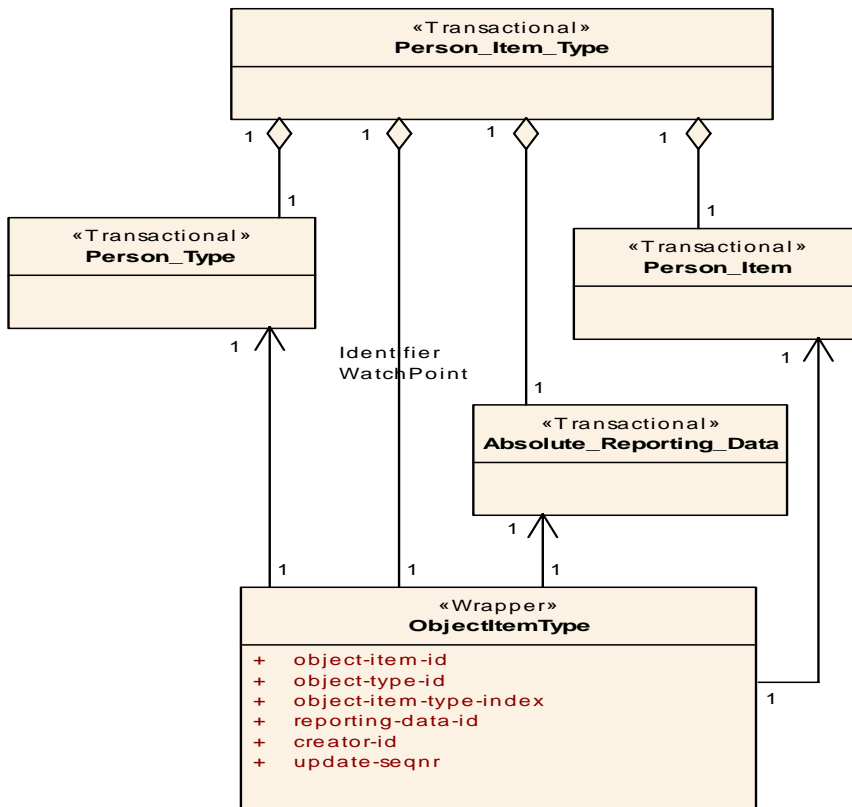 «Transactional»
Person_Item_Type
1
1
1
1
1
1
«Transactional»
Person_Type
«Transactional»
Person_Item
1
Identifier
WatchPoint
1
1
«Transactional»
Absolute_Reporting_Data
1
1
1
1
«Wrapper»
ObjectItemType
+ object-item-id
+ object-type-id
+ object-item-type-index
+ reporting-data-id
+ creator-id
+ update-seqnr
1